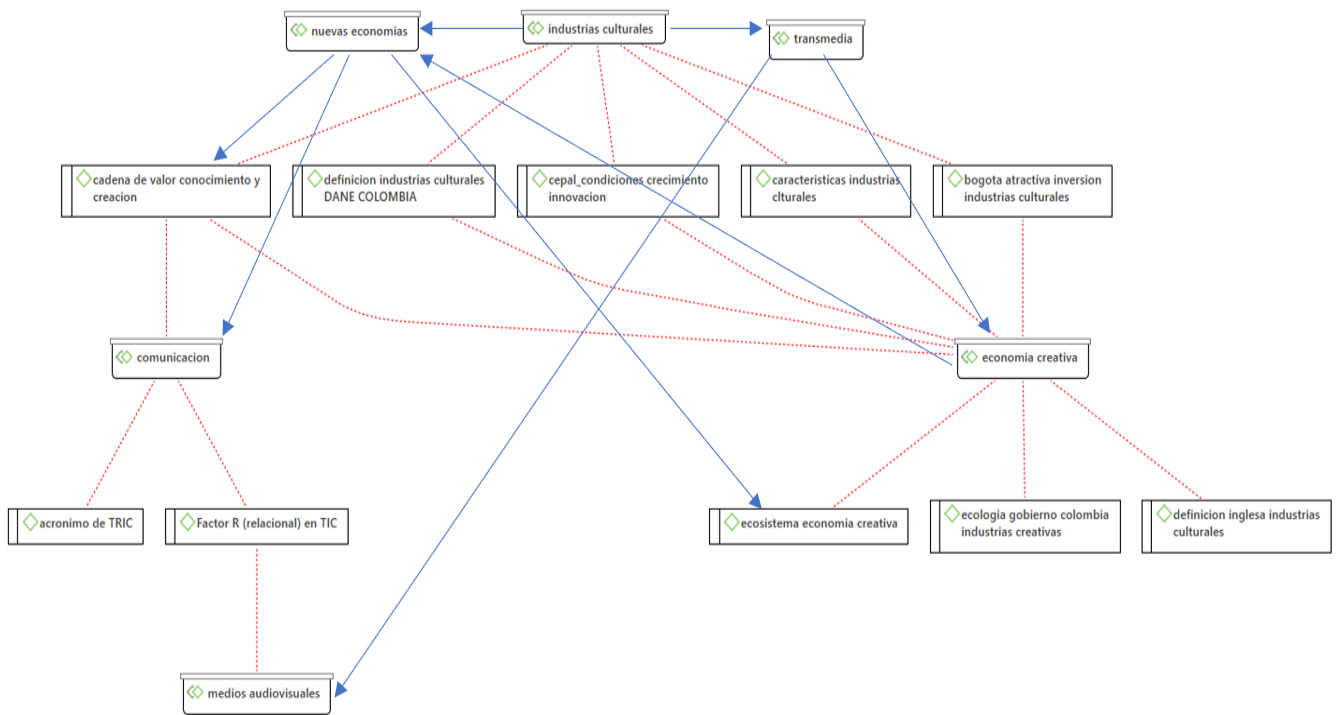 nuevas economias
industrias culturales
transmedia
cadena de valor conocimiento y
creacion
definicion industrias culturales
DANE COLOMBIA
cepal_condiciones crecimiento
innovacion
caracteristicas industrias
clturales
bogota atractiva inversion
industrias culturales
comunicacion
economia creativa
acronimo de TRIC
Factor R (relacional) en TIC
ecosistema economia creativa
ecologia gobierno colombia
industrias creativas
definicion inglesa industrias
culturales
medios audiovisuales